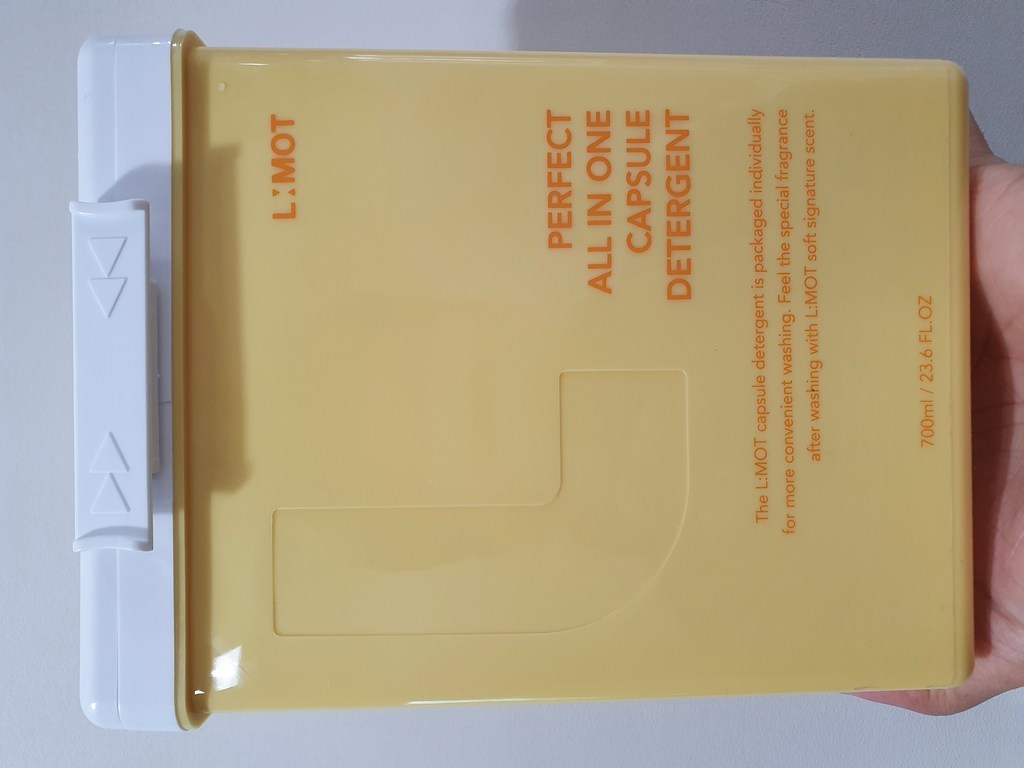 L:MOT
PERFECT
ALL IN ONE
CAPSULE
DETERGENT
The L:MOT capsule detergent is packaged individually
for more convenient washing. Feel the special fragrance
after washing with L:MOT soft signature scent.
700ml / 23.6 FL.OZ